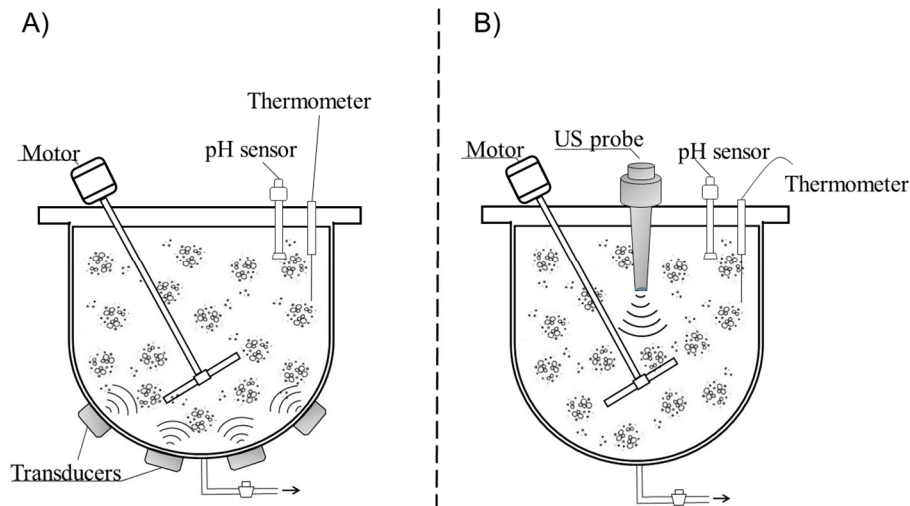 A)
Thermometer
Motor
pH sensor
Transducers
B)
US probe
Motor
pH sensor
Thermometer